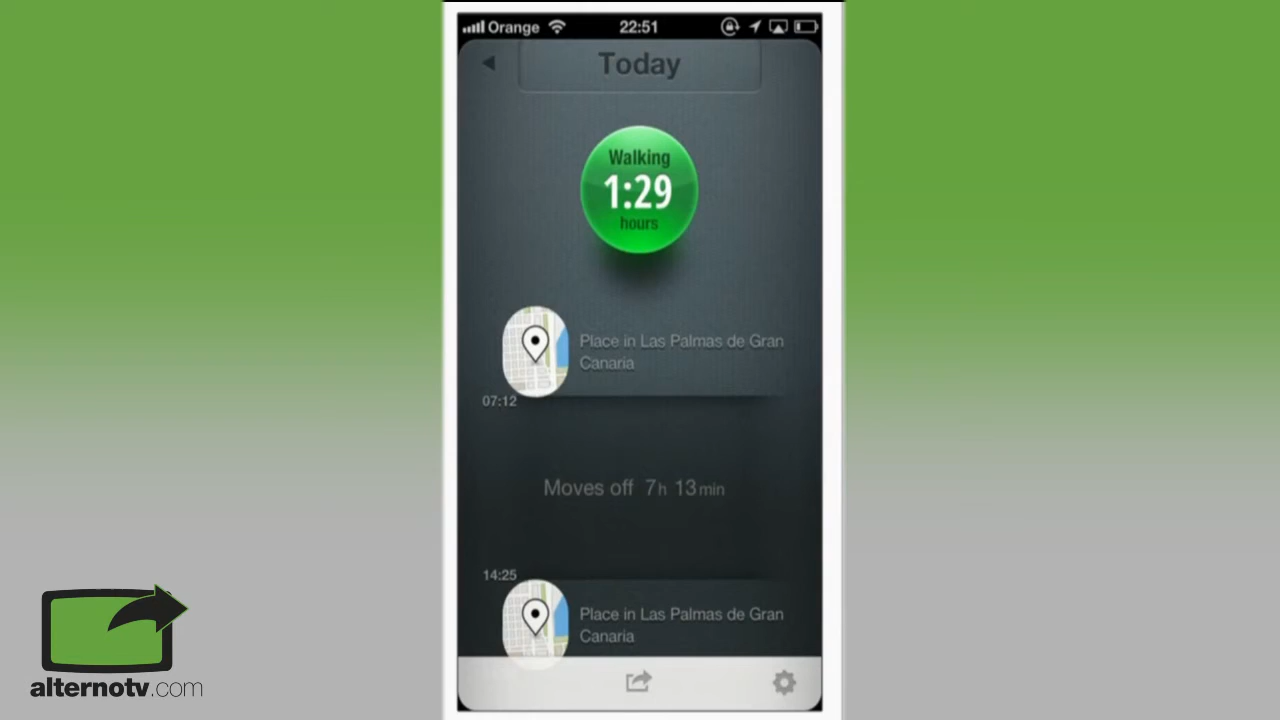 Orange 22:51
Today
Walking
1:29
hours
Place in Las Palmas de Gran
Canaria
07:12
Moves off 7h 13min
14:25
Place in Las Palmas de Gran
Canaria
alternotv.com